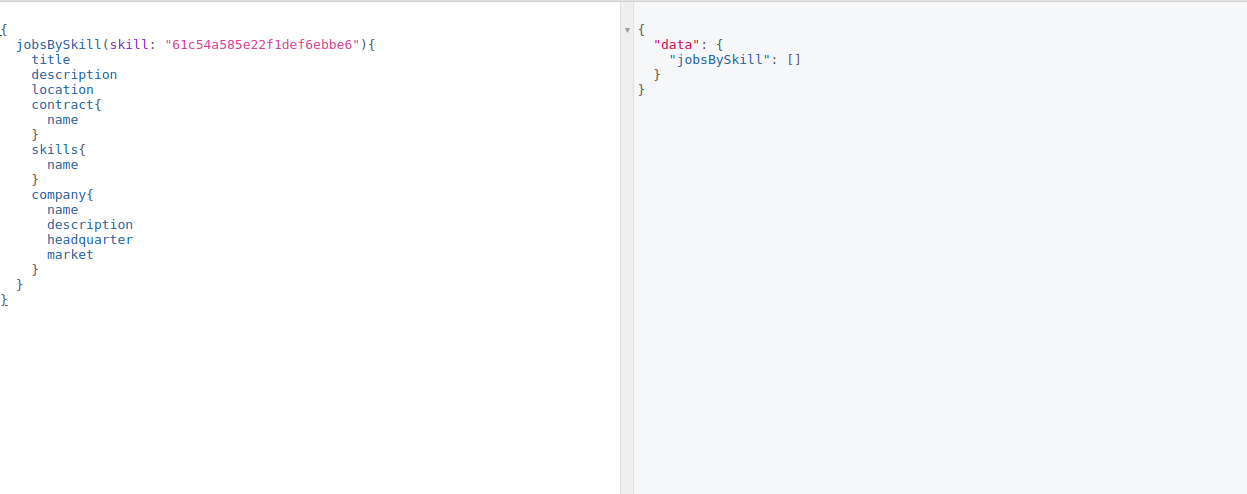 {
jobsBySkill(skill: "61c54a585e22f1def6ebbe6"){
title
description
location
contract{
name
}
skills{
name
}
company{
name
description
headquarter
market
}
}
}
{
"data": {
"jobsBySkill": []
}
}